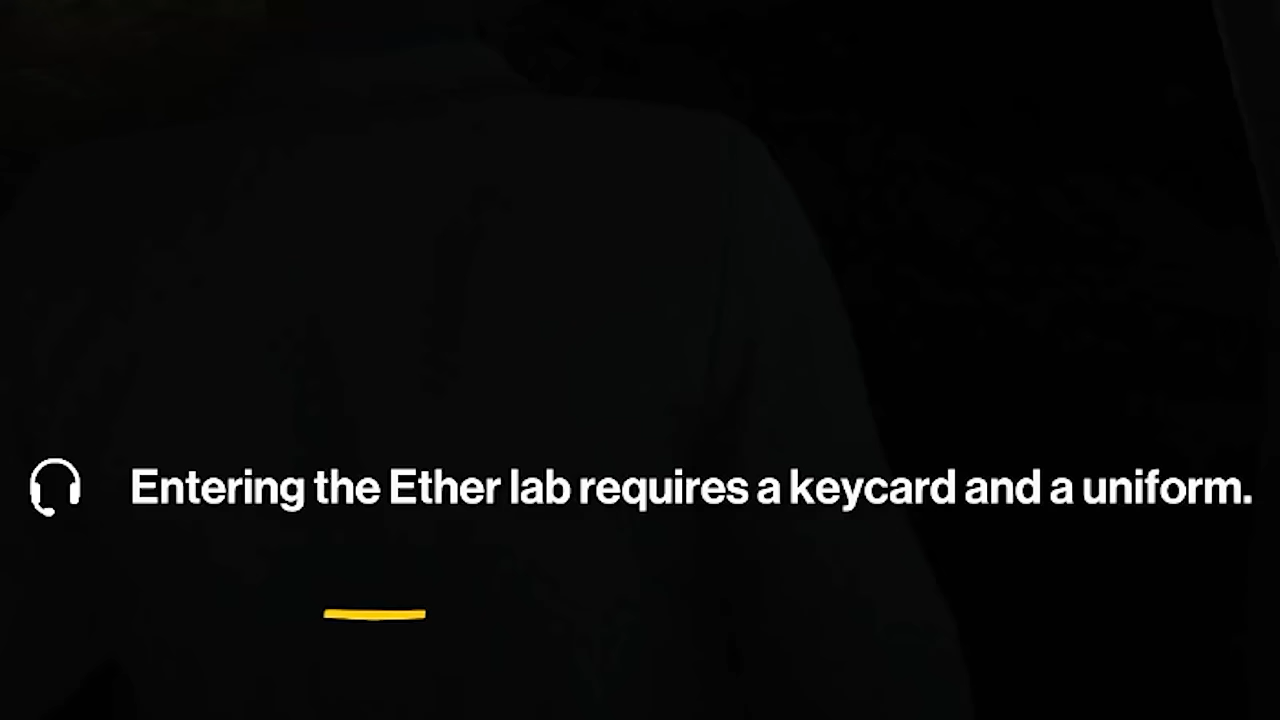 Entering the Ether lab requires a keycard and a uniform.